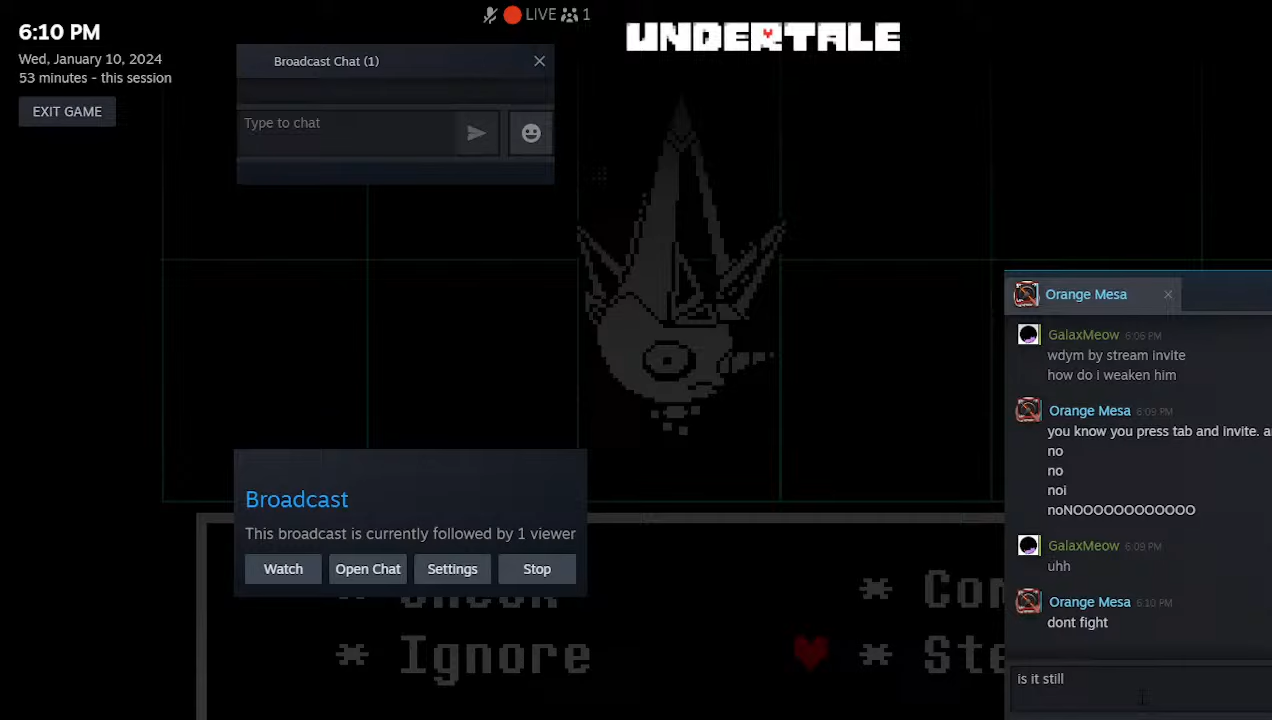 6:10 PM
Wed, January 10, 2024
53 minutes - this session
EXIT GAME
LIVE 1
UNDERTALE
Broadcast Chat (1)
Type to chat
Broadcast
This broadcast is currently followed by 1 viewer
Watch
Open Chat
Settings
Stop
* Ignore
Orange Mesa
GalaxMeow 6:06 PM
wdym by stream invite
how do i weaken him
Orange Mesa 6:09 PM
you know you press tab and invite.
no
no
noi
noNOOOOOOOOOOOO
GalaxMeow 6:09 PM
uhh
Orange Mesa 6:10 PM
dont fight
is it still